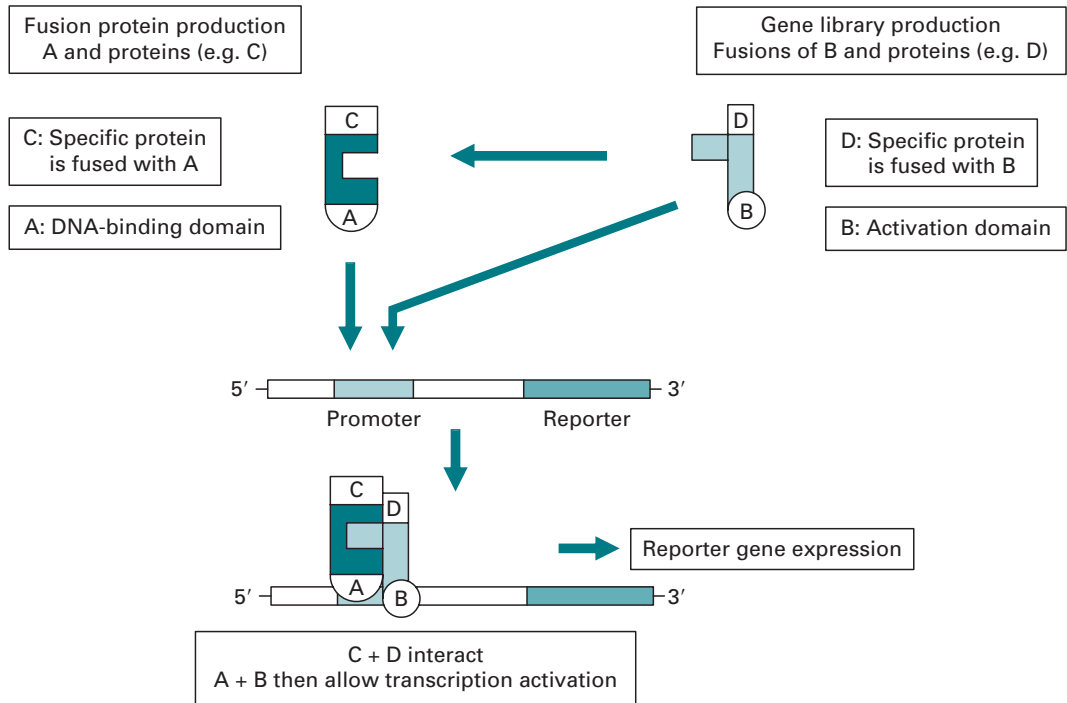 Fusion protein production
A and proteins (e.g. C)
Gene library production
Fusions of B and proteins (e.g. D)
C: Specific protein
is fused with A
A: DNA-binding domain
C
A
D
B
D: Specific protein
is fused with B
B: Activation domain
5′
3′
Promoter
Reporter
C
D
A
B
5′
3′
Reporter gene expression
C + D interact
A + B then allow transcription activation